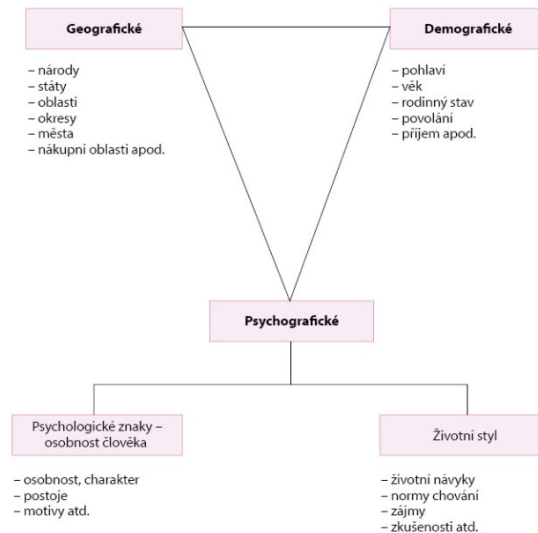 Geografické
– národy
– státy
– oblasti
– okresy
– města
– nákupní oblasti apod.
Demografické
– pohlaví
– věk
– rodinný stav
– povolání
– příjem apod.
Psychografické
Psychologické znaky –
osobnost člověka
– osobnost, charakter
– postoje
– motivy atd.
Životní styl
– životní návyky
– normy chování
– zájmy
– zkušenosti atd.